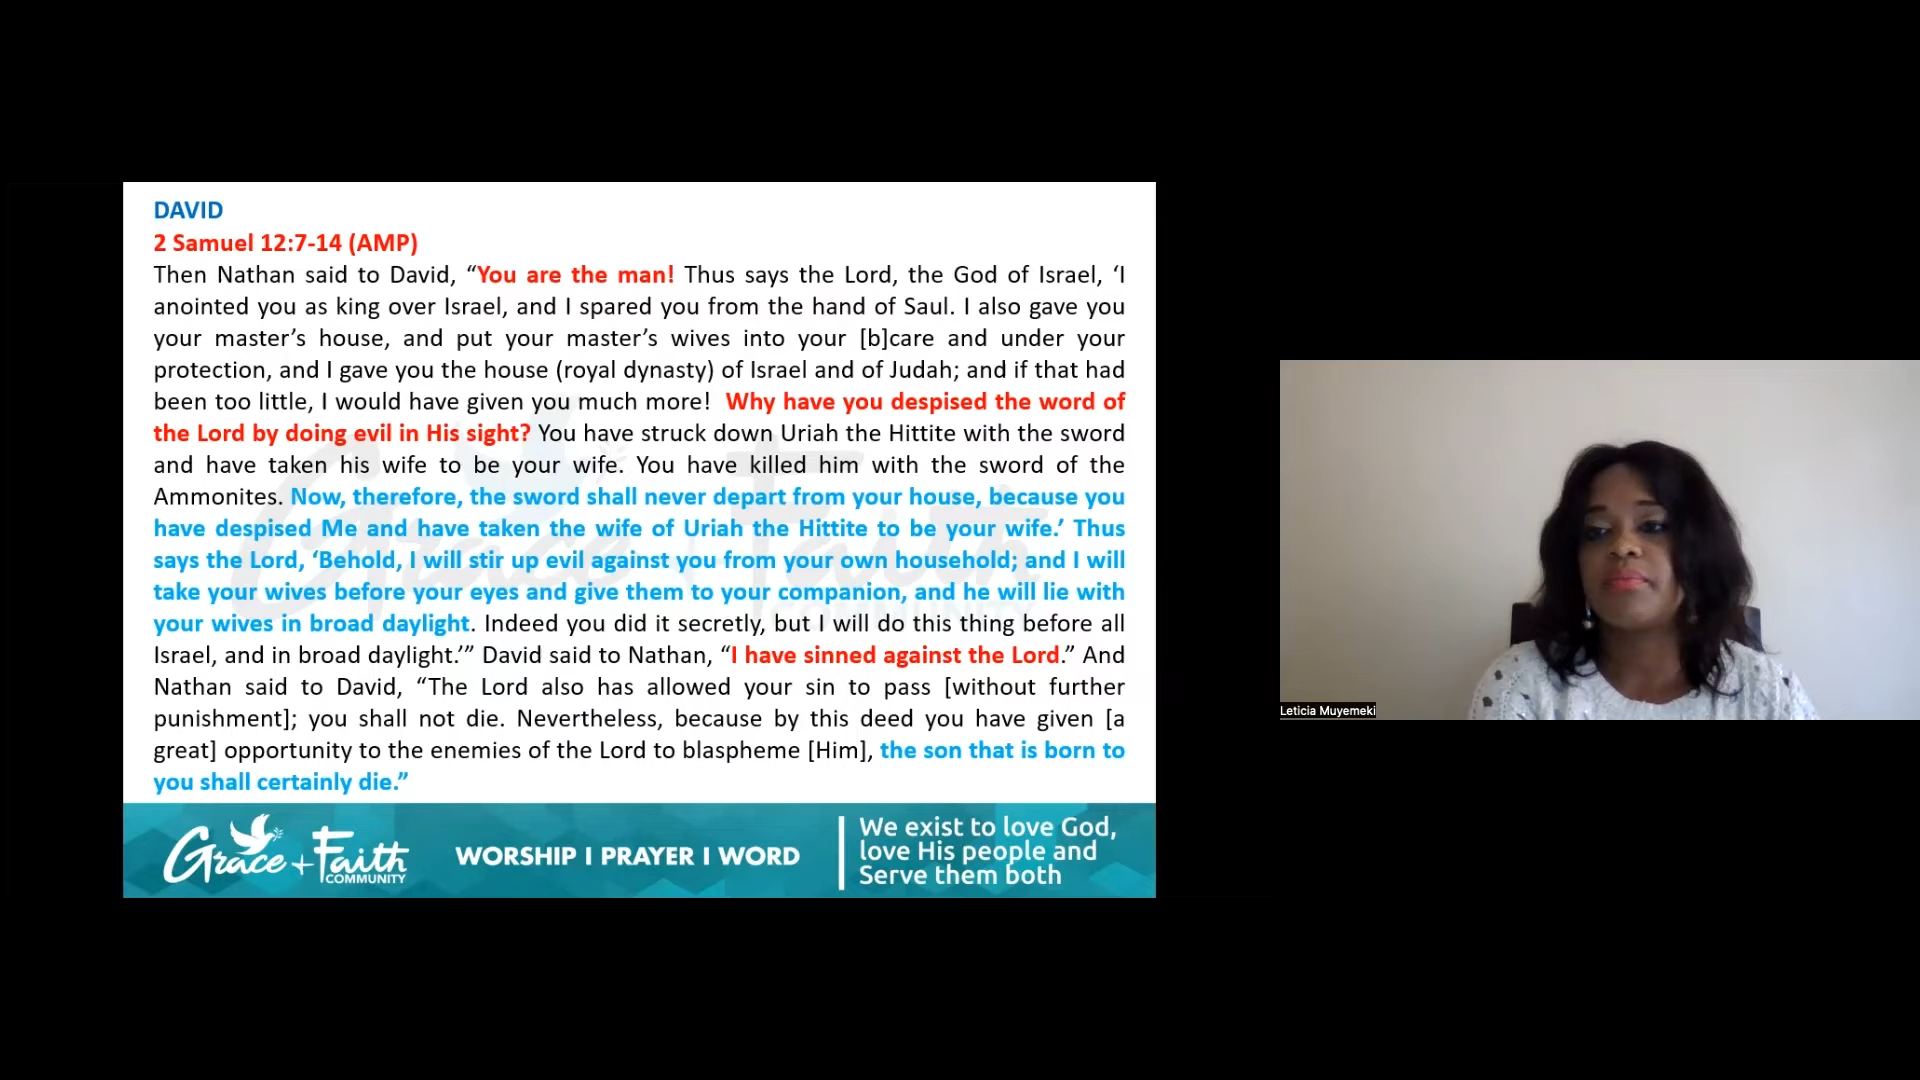 DAVID
2 Samuel 12:7-14 (AMP)
Then Nathan said to David, “You are the man! Thus says the Lord, the God of Israel, ‘I
anointed you as king over Israel, and I spared you from the hand of Saul. I also gave you
your master’s house, and put your master’s wives into your [b]care and under your
protection, and I gave you the house (royal dynasty) of Israel and of Judah; and if that had
been too little, I would have given you much more! Why have you despised the word of
the Lord by doing evil in His sight? You have struck down Uriah the Hittite with the sword
and have taken his wife to be your wife. You have killed him with the sword of the
Ammonites. Now, therefore, the sword shall never depart from your house, because you
have despised Me and have taken the wife of Uriah the Hittite to be your wife.’ Thus
says the Lord, ‘Behold, I will stir up evil against you from your own household; and I will
take your wives before your eyes and give them to your companion, and he will lie with
your wives in broad daylight. Indeed you did it secretly, but I will do this thing before all
Israel, and in broad daylight.’” David said to Nathan, “I have sinned against the Lord.” And
Nathan said to David, “The Lord also has allowed your sin to pass [without further
punishment]; you shall not die. Nevertheless, because by this deed you have given [a
great] opportunity to the enemies of the Lord to blaspheme [Him], the son that is born to
you shall certainly die.”
Grace + Faith
COMMUNITY
WORSHIP I PRAYER I WORD
We exist to love God,
love His people and
Serve them both
Leticia Muyemeki